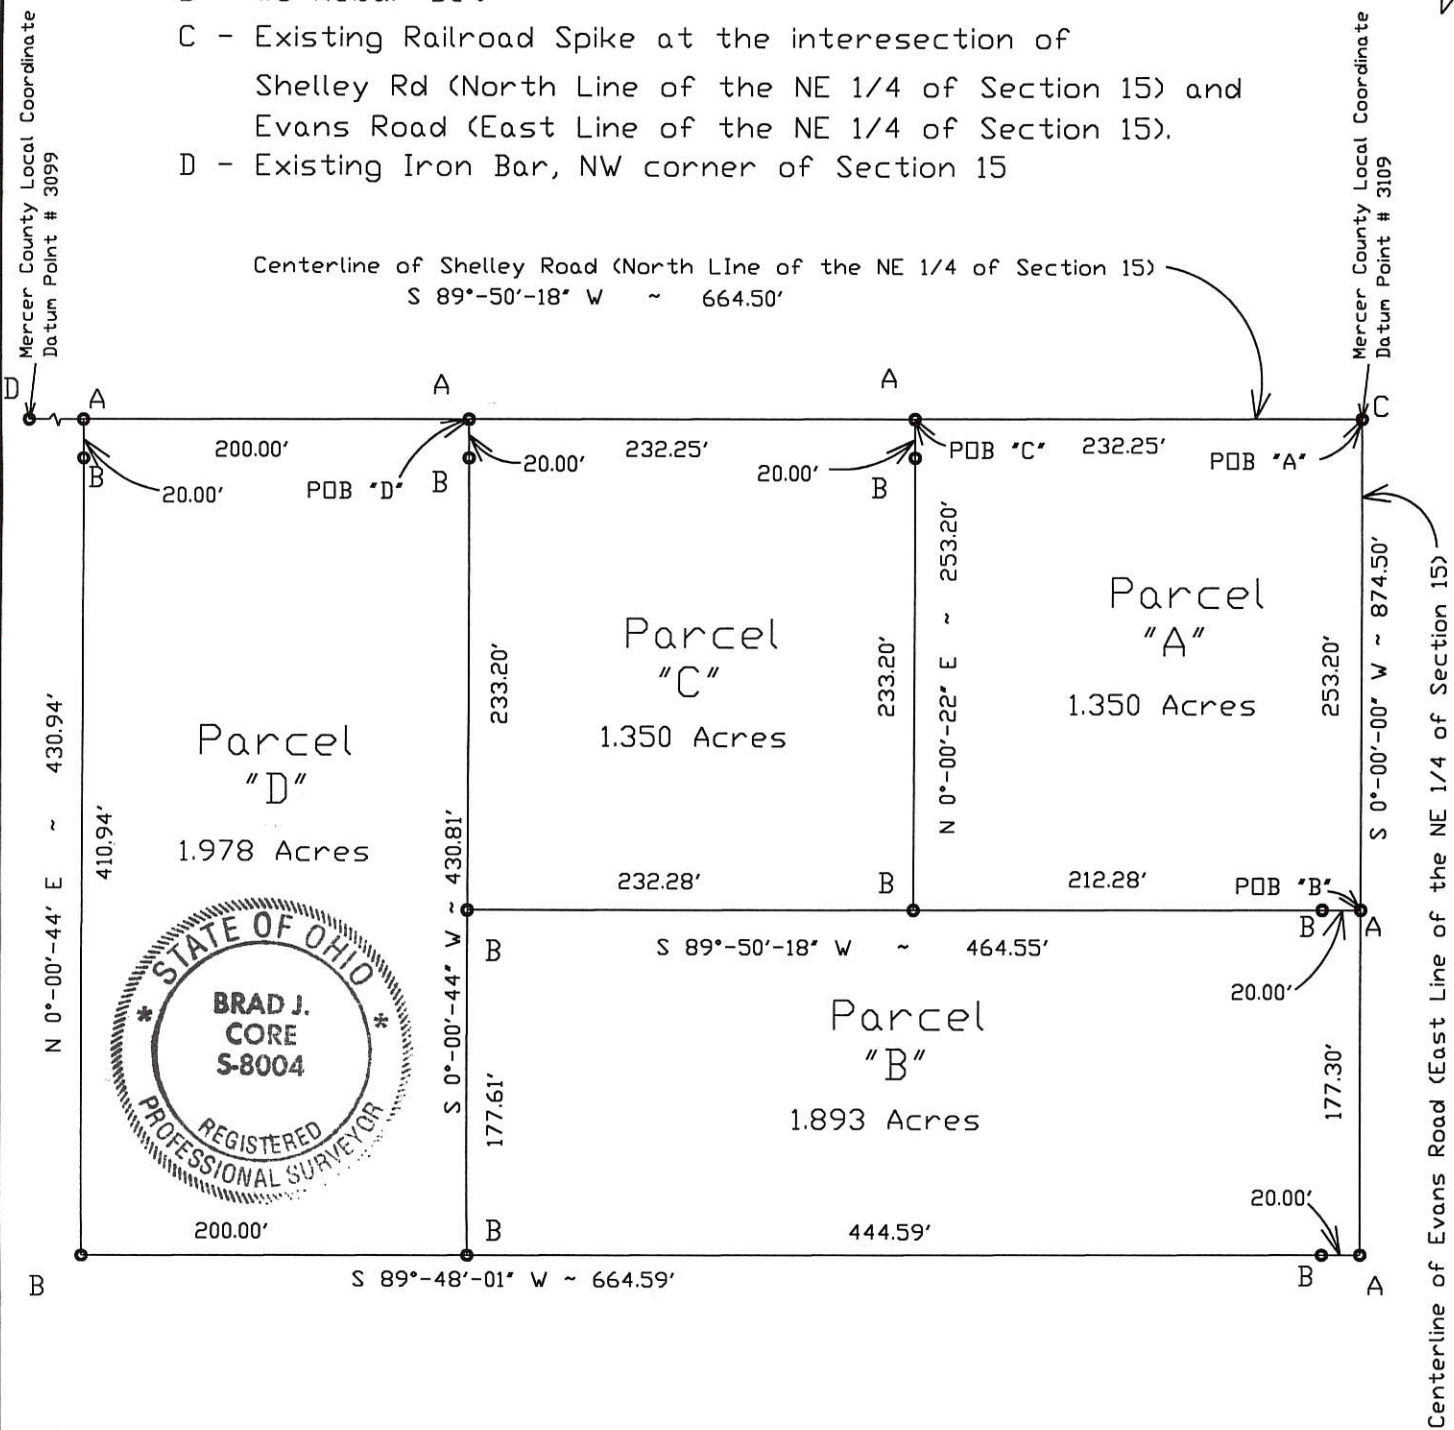 C - Existing Railroad Spike at the interesection of
Shelley Rd (North Line of the NE 1/4 of Section 15) and
Evans Road (East Line of the NE 1/4 of Section 15).
D - Existing Iron Bar, NW corner of Section 15
Mercer County Local Coordinate
Datum Point # 3099
Mercer County Local Coordinate
Datum Point # 3109
Centerline of Shelley Road (North LIne of the NE 1/4 of Section 15)
S 89°-50'-18" W ~ 664.50'
D
A
A
A
C
200.00'
232.25'
POB "C"
232.25'
POB "A"
B
20.00'
POB "D"
B
20.00'
20.00'
B
253.20'
N 0°-00'-22" E ~
S 0°-00'-00" W ~ 874.50'
Centerline of Evans Road (East Line of the NE 1/4 of Section 15)
Parcel
"A"
1.350 Acres
253.20'
Parcel
"C"
1.350 Acres
233.20'
233.20'
Parcel
"D"
1.978 Acres
N 0°-00'-44" E ~ 430.94'
410.94'
S 0°-00'-44" W ~ 430.81'
232.28'
B
212.28'
POB "B"
B
S 89°-50'-18" W ~ 464.55'
B
A
20.00'
Parcel
"B"
1.893 Acres
177.61'
177.30'
STATE OF OHIO
* *
BRAD J.
CORE
S-8004
REGISTERED
PROFESSIONAL SURVEYOR
200.00'
B
444.59'
20.00'
B
S 89°-48'-01" W ~ 664.59'
B
A